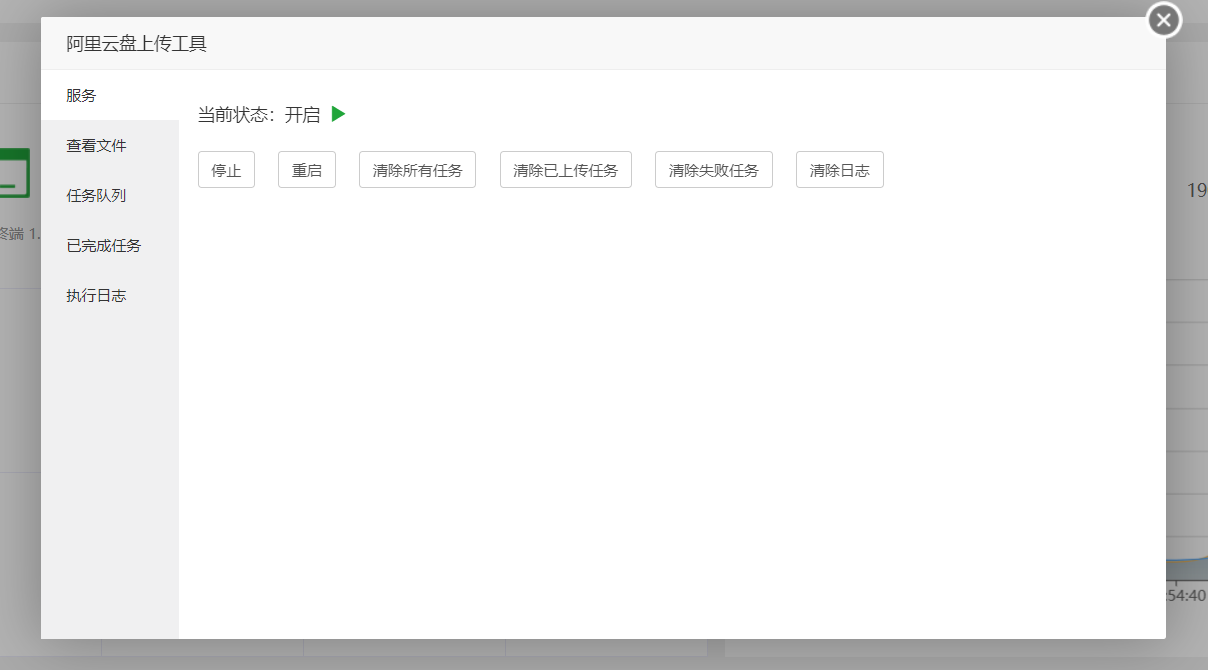 阿里云盘上传工具
服务
查看文件
任务队列
已完成任务
执行日志
当前状态：开启
停止 重启 清除所有任务 清除已上传任务 清除失败任务 清除日志
终端 1.
19
:54:40